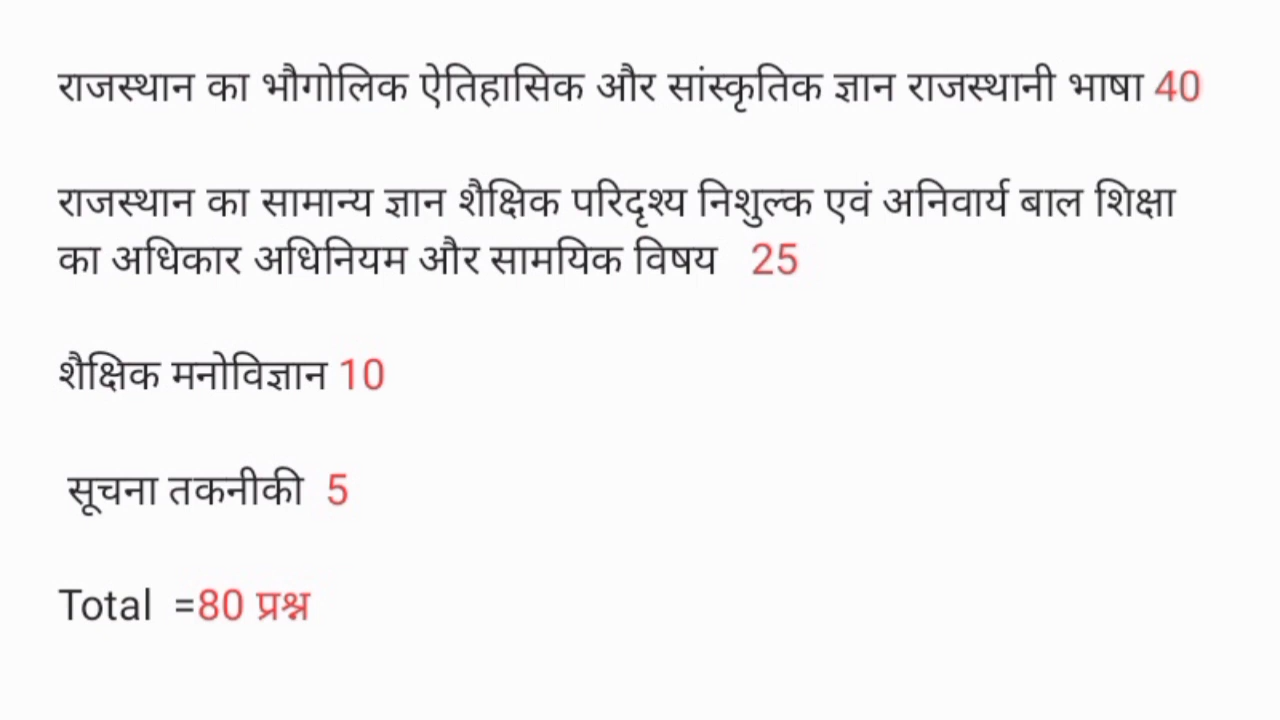 राजस्थान का भौगोलिक ऐतिहासिक और सांस्कृतिक ज्ञान राजस्थानी भाषा 40
राजस्थान का सामान्य ज्ञान शैक्षिक परिदृश्य निशुल्क एवं अनिवार्य बाल शिक्षा
का अधिकार अधिनियम और सामयिक विषय 25
शैक्षिक मनोविज्ञान 10
सूचना तकनीकी 5
Total =80 प्रश्न